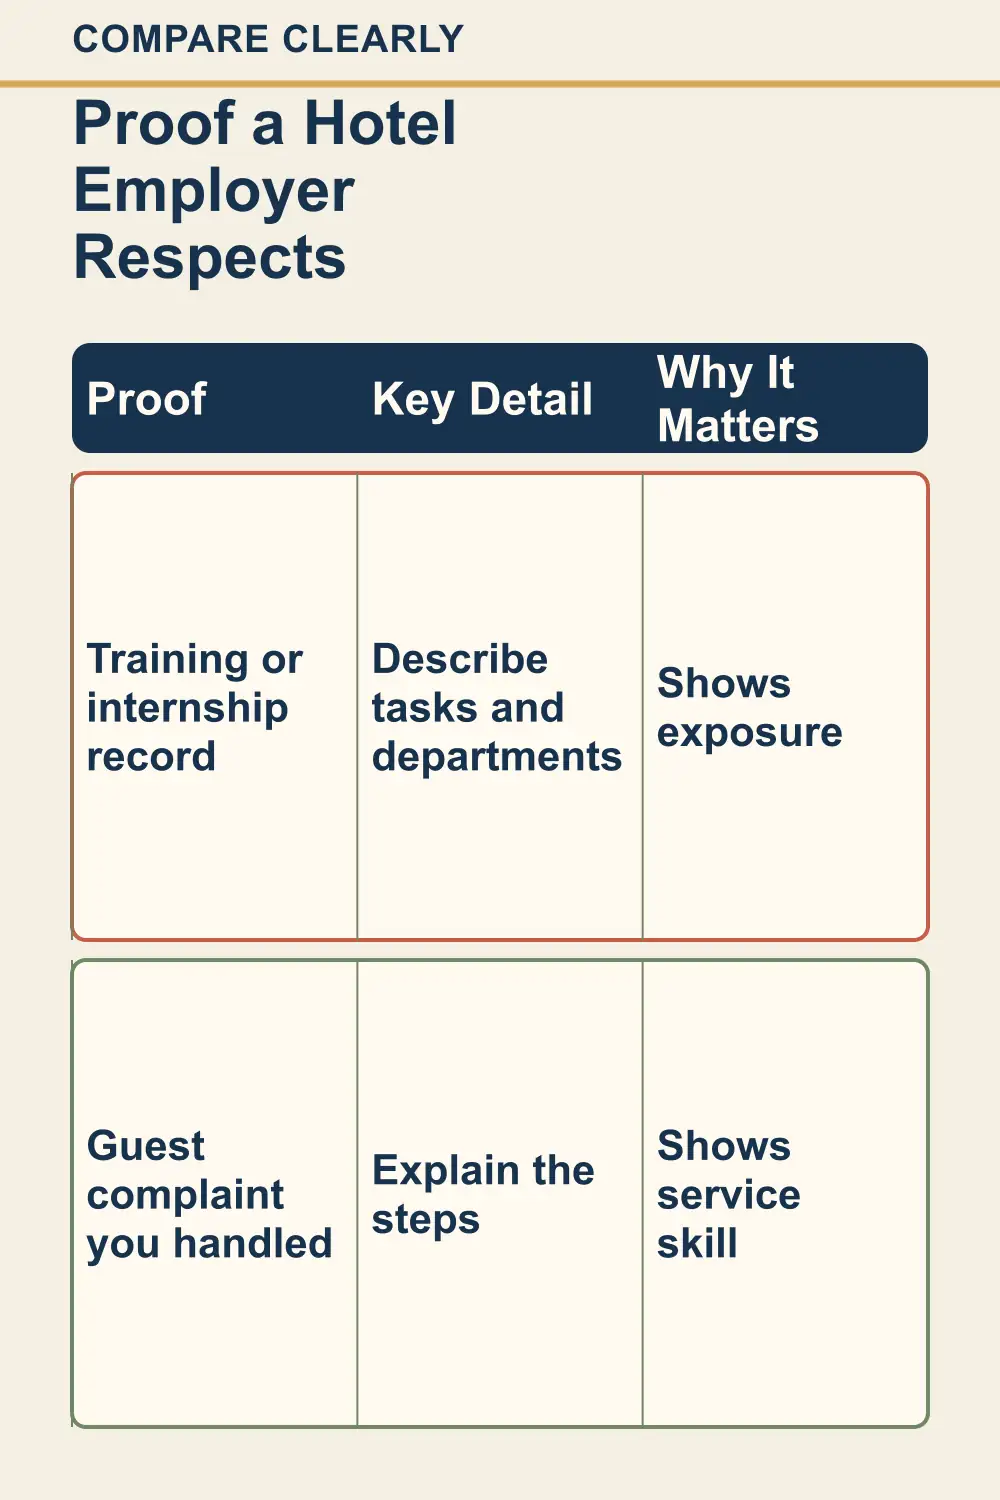 COMPARE CLEARLY
Proof a Hotel
Employer
Respects
Proof
Key Detail
Why It
Matters
Training or
internship
record
Describe
tasks and
departments
Shows
exposure
Guest
complaint
you handled
Explain the
steps
Shows
service
skill